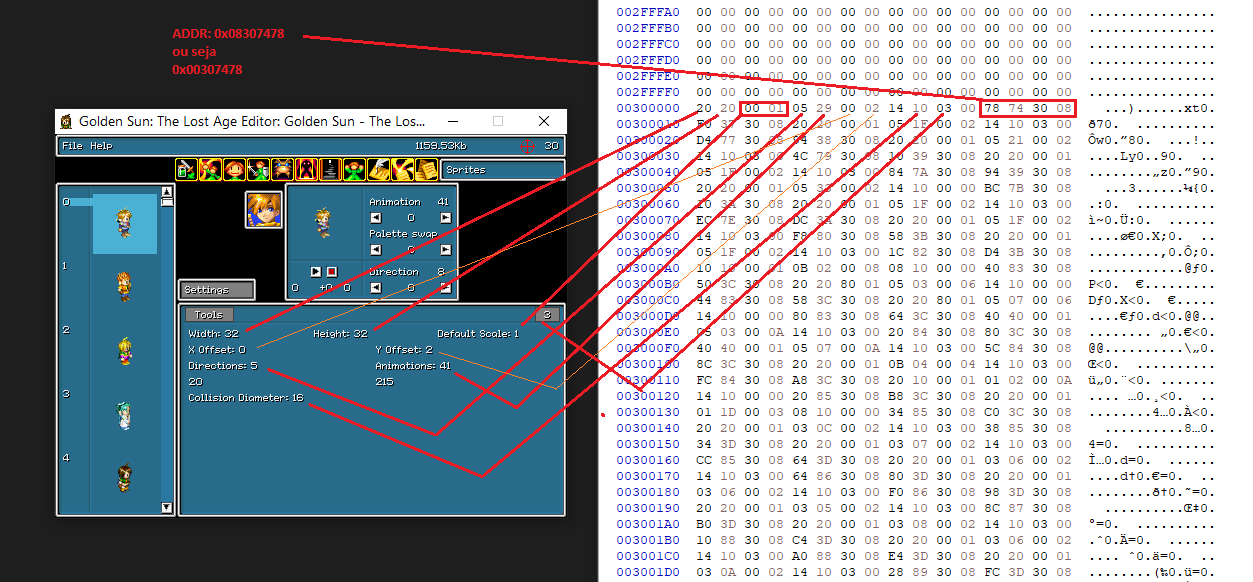 ADDR: 0x08307478
ou seja
0x00307478
Golden Sun: The Lost Age Editor: Golden Sun - The Los...
File Help 1159.53Kb 30
Sprites
0
1
2
3
4
Animation 41
0
Palette swap
0
Direction 8
0 +0 0 0
Settings
Tools 3
Width: 32 Height: 32 Default Scale: 1
X Offset: 0 Y Offset: 2
Directions: 5 Animations: 41
20 215
Collision Diameter: 16
002FFFA0 00 00 00 00 00 00 00 00 00 00 00 00 00 00 00 00 ................
002FFFB0 00 00 00 00 00 00 00 00 00 00 00 00 00 00 00 00 ................
002FFFC0 00 00 00 00 00 00 00 00 00 00 00 00 00 00 00 00 ................
002FFFD0 00 00 00 00 00 00 00 00 00 00 00 00 00 00 00 00 ................
002FFFE0 00 00 00 00 00 00 00 00 00 00 00 00 00 00 00 00 ................
002FFFF0 00 00 00 00 00 00 00 00 00 00 00 00 00 00 00 00 ................
00300000 20 20 00 01 05 29 00 02 14 10 03 00 78 74 30 08 ...)......xt0.
00300010 F0 37 30 08 20 20 00 01 05 1F 00 02 14 10 03 00 ð70. ..........
00300020 D4 77 30 08 94 38 30 08 20 20 00 01 05 21 00 02 Ôw0.”80. ...!..
00300030 14 10 03 00 4C 79 30 08 10 39 30 08 20 20 00 01 ....Ly0..90. ..
00300040 05 1F 00 02 14 10 03 00 84 7A 30 08 94 39 30 08 ........„z0.”90.
00300050 20 20 00 01 05 33 00 02 14 10 00 00 BC 7B 30 08 ...3......¼{0.
00300060 10 3A 30 08 20 20 00 01 05 1F 00 02 14 10 03 00 .:0. ..........
00300070 EC 7E 30 08 DC 3A 30 08 20 20 00 01 05 1F 00 02 ì~0.Ü:0. ......
00300080 14 10 03 00 F8 80 30 08 58 3B 30 08 20 20 00 01 ....ø€0.X;0. ..
00300090 05 1F 00 02 14 10 03 00 1C 82 30 08 D4 3B 30 08 .........‚0.Ô;0.
003000A0 10 10 00 01 0B 00 00 08 08 10 00 00 40 83 30 08 ............@ƒ0.
003000B0 50 3C 30 08 20 20 80 01 05 03 00 06 14 10 00 00 P<0. €.........
003000C0 44 83 30 08 58 3C 30 08 20 20 80 01 05 07 00 06 Dƒ0.X<0. €.....
003000D0 14 10 00 00 80 83 30 08 64 3C 30 08 40 40 00 01 ....€ƒ0.d<0.@@..
003000E0 05 03 00 0A 14 10 03 00 20 84 30 08 80 3C 30 08 ........ „0.€<0.
003000F0 40 40 00 01 05 07 00 0A 14 10 03 00 5C 84 30 08 @@..........\„0.
00300100 8C 3C 30 08 20 20 00 01 0B 04 00 04 14 10 03 00 Œ<0. ..........
00300110 FC 84 30 08 A8 3C 30 08 20 10 00 01 01 02 00 0A ü„0.¨<0. .......
00300120 14 10 00 00 20 85 30 08 B8 3C 30 08 20 20 00 01 .... …0.¸<0. ..
00300130 01 1D 00 03 08 10 00 00 34 85 30 08 C0 3C 30 08 ........4…0.À<0.
00300140 20 20 00 01 03 0C 00 02 14 10 03 00 38 85 30 08 ..........8…0.
00300150 34 3D 30 08 20 20 00 01 03 07 00 02 14 10 03 00 4=0. ..........
00300160 CC 85 30 08 64 3D 30 08 20 20 00 01 03 06 00 02 Ì…0.d=0. ......
00300170 14 10 03 00 64 86 30 08 80 3D 30 08 20 20 00 01 ....d†0.€=0. ..
00300180 03 06 00 02 14 10 03 00 F0 86 30 08 98 3D 30 08 ........ð†0.˜=0.
00300190 20 20 00 01 03 05 00 02 14 10 03 00 8C 87 30 08 ..........Œ‡0.
003001A0 B0 3D 30 08 20 20 00 01 03 08 00 02 14 10 03 00 °=0. ..........
003001B0 10 88 30 08 C4 3D 30 08 20 20 00 01 03 06 00 02 .ˆ0.Ä=0. ......
003001C0 14 10 03 00 A0 88 30 08 E4 3D 30 08 20 20 00 01 .... ˆ0.ä=0. ..
003001D0 03 0A 00 02 14 10 03 00 28 89 30 08 FC 3D 30 08 ........(‰0.ü=0.